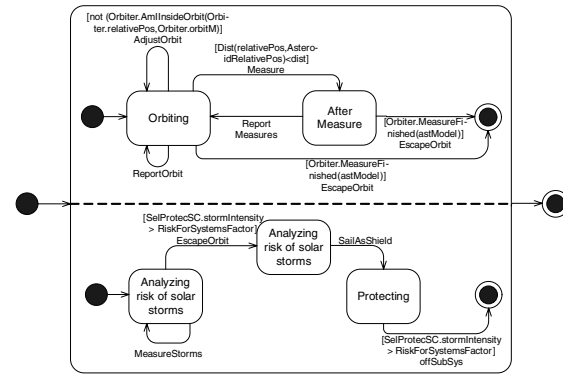 [not (Orbiter.AmIInsideOrbit(Orbi-
ter.relativePos,Orbiter.orbitM)]
AdjustOrbit
[Dist(relativePos,Astero-
idRelativePos)<dist]
Measure
Orbiting
After
Measure
Report
Measures
[Orbiter.MeasureFi-
nished(astModel)]
EscapeOrbit
ReportOrbit
[Orbiter.MeasureFi-
nished(astModel)]
EscapeOrbit
[SelProtecSC.stormIntensity
> RiskForSystemsFactor]
EscapeOrbit
Analyzing
risk of solar
storms
SailAsShield
Analyzing
risk of solar
storms
Protecting
MeasureStorms
[SelProtecSC.stormIntensity
> RiskForSystemsFactor]
offSubSys